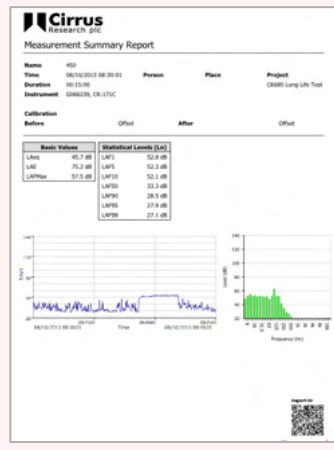 Cirrus
Research plc
Measurement Summary Report
Name 450
Time 08/10/2013 08:30:01 Person Place Project
Duration 00:15:00 CK680 Long Life Test
Instrument G066239, CR:171C
Calibration
Before Offset After Offset
Basic Values Statistical Levels (Ln)
LAeq 45.7 dB LAF1 52.8 dB
LAE 75.2 dB LAF5 52.3 dB
LAFMax 57.5 dB LAF10 52.1 dB
LAF50 33.3 dB
LAF90 28.5 dB
LAF95 27.9 dB
LAF99 27.1 dB
Time
Frequency (Hz)